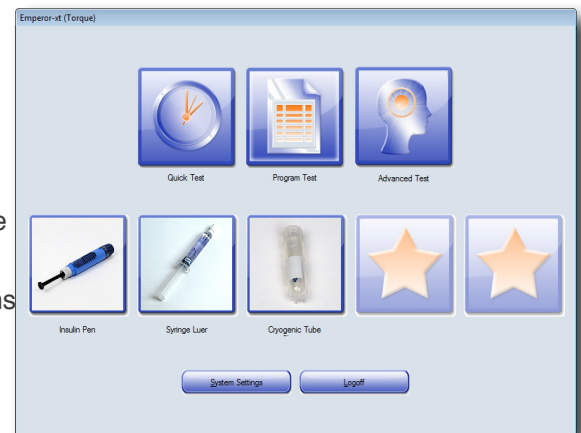 Emperor-xt (Torque)
Quick Test
Program Test
Advanced Test
Insulin Pen
Syringe Luer
Cryogenic Tube
System Settings
Logoff